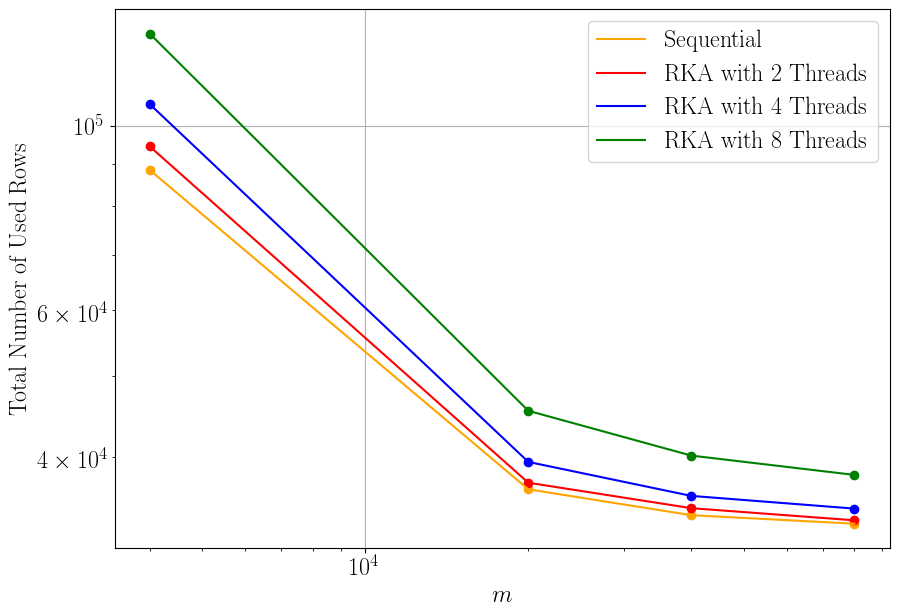 Sequential
RKA with 2 Threads
RKA with 4 Threads
RKA with 8 Threads
Total Number of Used Rows
10^5
6 × 10^4
4 × 10^4
10^4
m